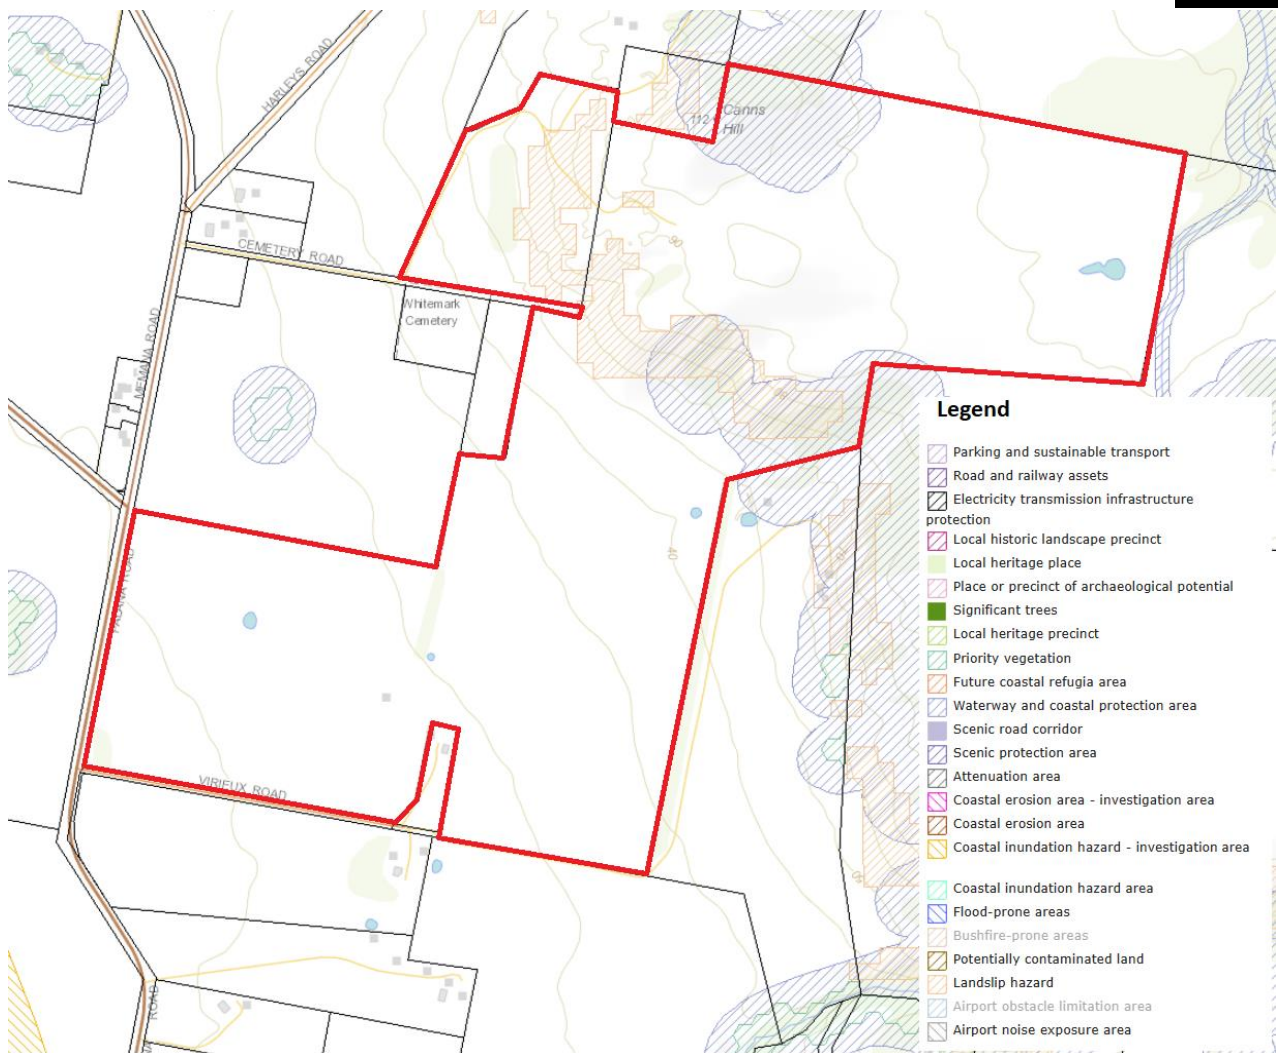 HARLEYS ROAD
112
Canns
Hill
CEMETERY ROAD
90
Whitemark
Cemetery
MEMANA ROAD
Legend
Parking and sustainable transport
Road and railway assets
Electricity transmission infrastructure
protection
Local historic landscape precinct
Local heritage place
Place or precinct of archaeological potential
Significant trees
Local heritage precinct
Priority vegetation
Future coastal refugia area
Waterway and coastal protection area
Scenic road corridor
Scenic protection area
Attenuation area
Coastal erosion area - investigation area
Coastal erosion area
Coastal inundation hazard - investigation area
Coastal inundation hazard area
Flood-prone areas
Bushfire-prone areas
Potentially contaminated land
Landslip hazard
Airport obstacle limitation area
Airport noise exposure area
40
PALANA ROAD
VIRIEUX ROAD
ROAD